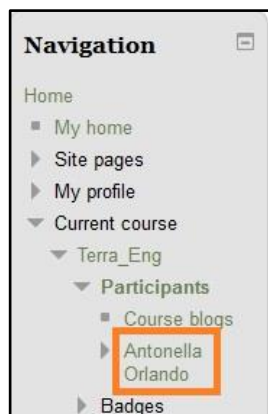 Navigation
Home
My home
Site pages
My profile
Current course
Terra_Eng
Participants
Course blogs
Antonella
Orlando
Badges